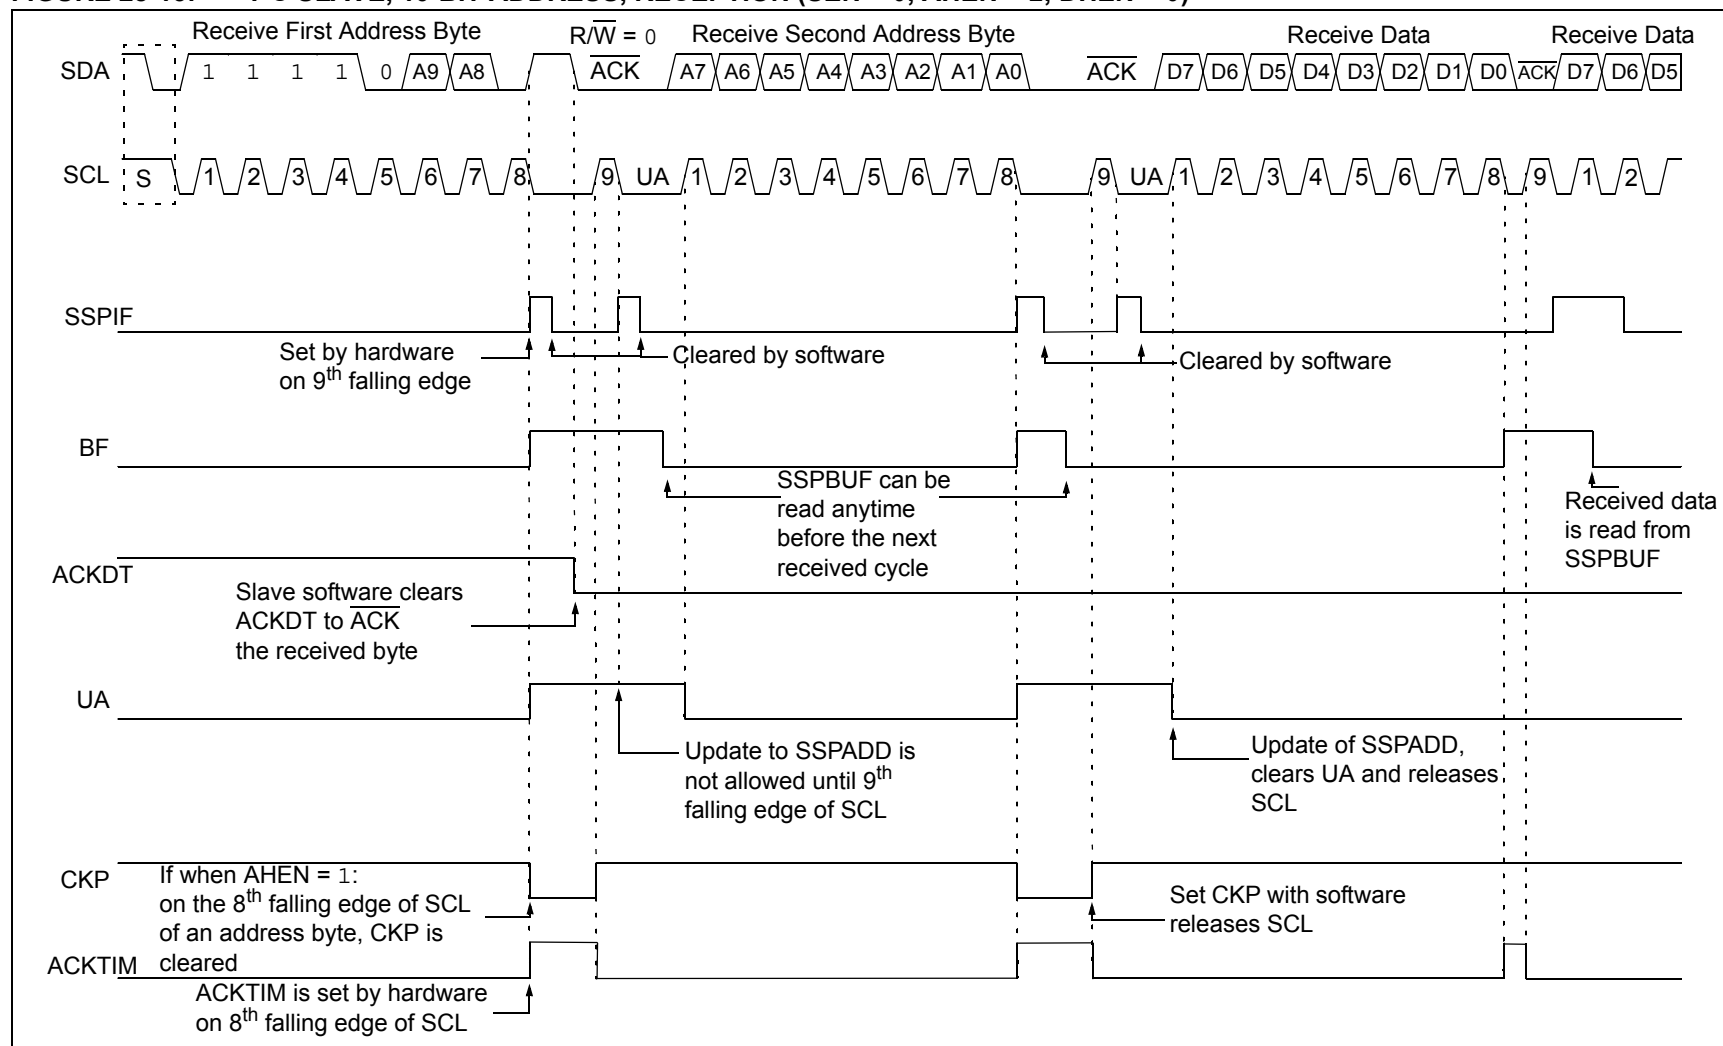 Receive First Address Byte R/W = 0 Receive Second Address Byte Receive Data Receive Data
SDA 1 1 1 1 0 A9 A8 ACK A7 A6 A5 A4 A3 A2 A1 A0 ACK D7 D6 D5 D4 D3 D2 D1 D0 ACK D7 D6 D5
SCL S 1 2 3 4 5 6 7 8 9 UA 1 2 3 4 5 6 7 8 9 UA 1 2 3 4 5 6 7 8 9 1 2
SSPIF
Set by hardware
on 9th falling edge
Cleared by software
Cleared by software
BF
SSPBUF can be
read anytime
before the next
received cycle
Received data
is read from
SSPBUF
ACKDT
Slave software clears
ACKDT to ACK
the received byte
UA
Update to SSPADD is
not allowed until 9th
falling edge of SCL
Update of SSPADD,
clears UA and releases
SCL
CKP
If when AHEN = 1:
on the 8th falling edge of SCL
of an address byte, CKP is
cleared
Set CKP with software
releases SCL
ACKTIM
ACKTIM is set by hardware
on 8th falling edge of SCL